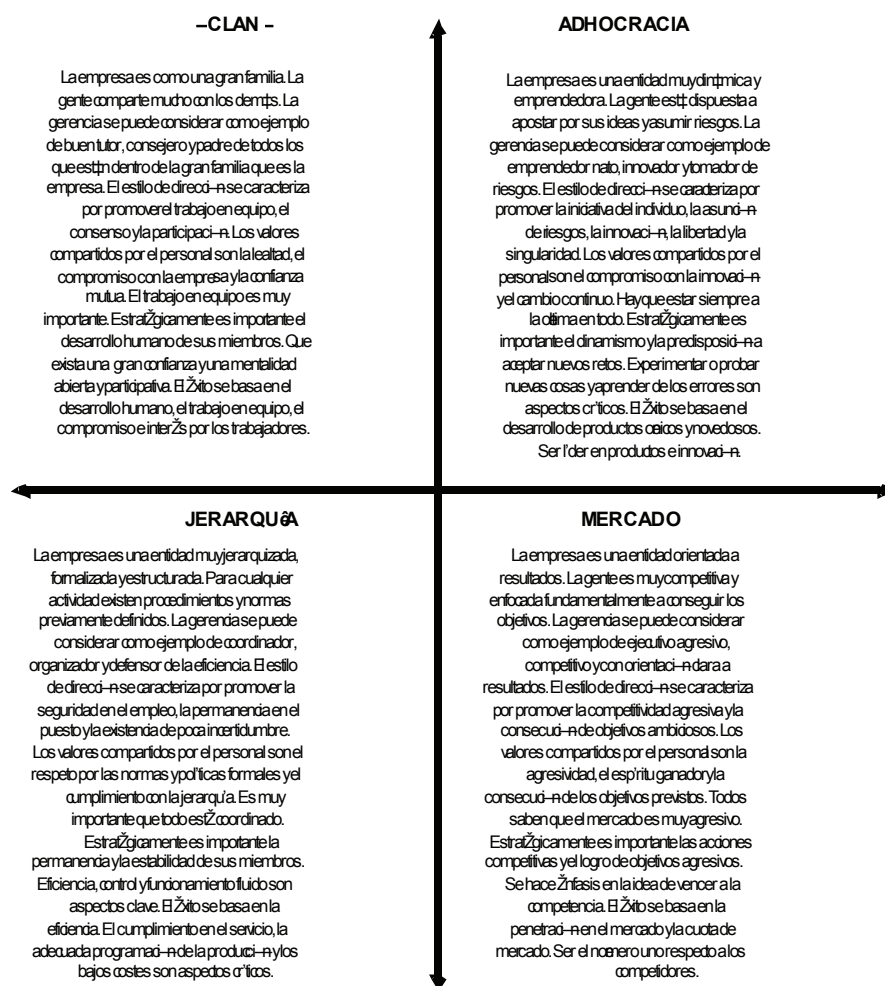 –CLAN –
La empresa es como una gran familia. La
gente comparte mucho con los dem‡s. La
gerencia se puede considerar como ejemplo
de buen tutor, consejero y padre de todos los
que est‡n dentro de la gran familia que es la
empresa. El estilo de direcci—n se caracteriza
por promover el trabajo en equipo, el
consenso y la participaci—n. Los valores
compartidos por el personal son la lealtad, el
compromiso con la empresa y la confianza
mutua. El trabajo en equipo es muy
importante. EstratŽgicamente es importante el
desarrollo humano de sus miembros. Que
exista una gran confianza y una mentalidad
abierta y participativa. El Žxito se basa en el
desarrollo humano, el trabajo en equipo, el
compromiso e interŽs por los trabajadores.
ADHOCRACIA
La empresa es una entidad muy din‡mica y
emprendedora. La gente est‡ dispuesta a
apostar por sus ideas y asumir riesgos. La
gerencia se puede considerar como ejemplo de
emprendedor nato, innovador y tomador de
riesgos. El estilo de direcci—n se caracteriza por
promover la iniciativa del individuo, la asunci—n
de riesgos, la innovaci—n, la libertad y la
singularidad. Los valores compartidos por el
personal son el compromiso con la innovaci—n
y el cambio continuo. Hay que estar siempre a
la œltima en todo. EstratŽgicamente es
importante el dinamismo y la predisposici—n a
aceptar nuevos retos. Experimentar o probar
nuevas cosas y aprender de los errores son
aspectos cr’ticos. El Žxito se basa en el
desarrollo de productos œnicos y novedosos.
Ser l’der en productos e innovaci—n.
JERARQUêA
La empresa es una entidad muy jerarquizada,
formalizada y estructurada. Para cualquier
actividad existen procedimientos y normas
previamente definidos. La gerencia se puede
considerar como ejemplo de coordinador,
organizador y defensor de la eficiencia. El estilo
de direcci—n se caracteriza por promover la
seguridad en el empleo, la permanencia en el
puesto y la existencia de poca incertidumbre.
Los valores compartidos por el personal son el
respeto por las normas y pol’ticas formales y el
cumplimiento con la jerarqu’a. Es muy
importante que todo estŽ coordinado.
EstratŽgicamente es impotante la
permanencia y la estabilidad de sus miembros.
Eficiencia, control y funcionamiento fluido son
aspectos clave. El Žxito se basa en la
eficiencia. El cumplimiento en el servicio, la
adecuada programaci—n de la producci—n y los
bajos costes son aspectos cr’ticos.
MERCADO
La empresa es una entidad orientada a
resultados. La gente es muy competitiva y
enfocada fundamentalmente a conseguir los
objetivos. La gerencia se puede considerar
como ejemplo de ejecutivo agresivo,
competitivo y con orientaci—n clara a
resultados. El estilo de direcci—n se caracteriza
por promover la competitividad agresiva y la
consecuci—n de objetivos ambiciosos. Los
valores compartidos por el personal son la
agresividad, el esp’ritu ganador y la
consecuci—n de los objetivos previstos. Todos
saben que el mercado es muy agresivo.
EstratŽgicamente es importante las acciones
competitivas y el logro de objetivos agresivos.
Se hace Žnfasis en la idea de vencer a la
competencia. El Žxito se basa en la
penetraci—n en el mercado y la cuota de
mercado. Ser el nœmero uno respecto a los
competidores.